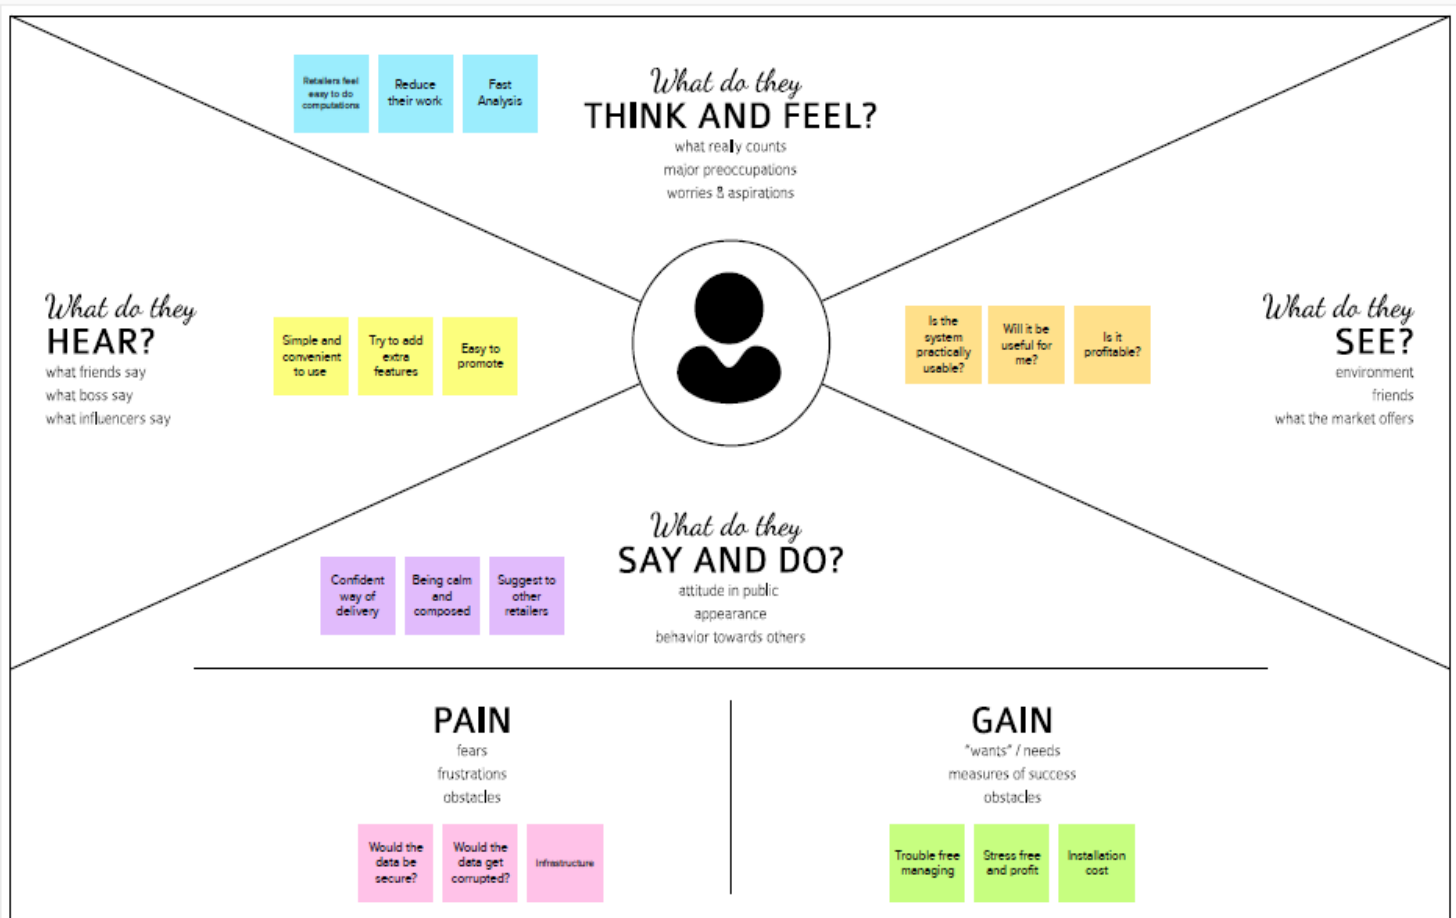 Retailers feel
easy to do
computations
Reduce
their work
Fast
Analysis
What do they
THINK AND FEEL?
what really counts
major preoccupations
worries & aspirations
What do they
HEAR?
what friends say
what boss say
what influencers say
Simple and
convenient
to use
Try to add
extra
features
Easy to
promote
Is the
system
practically
usable?
Will it be
useful for
me?
Is it
profitable?
What do they
SEE?
environment
friends
what the market offers
What do they
SAY AND DO?
attitude in public
appearance
behavior towards others
Confident
way of
delivery
Being calm
and
composed
Suggest to
other
retailers
PAIN
fears
frustrations
obstacles
Would the
data be
secure?
Would the
data get
corrupted?
Infrastructure
GAIN
"wants" / needs
measures of success
obstacles
Trouble free
managing
Stress free
and profit
Installation
cost